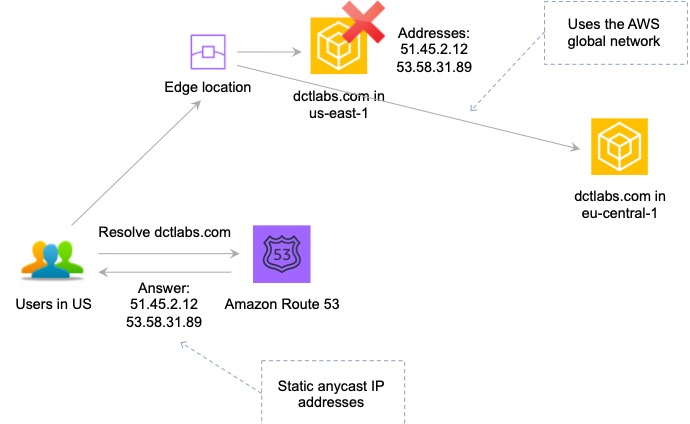 Uses the AWS
global network
Addresses:
51.45.2.12
53.58.31.89
Edge location
dctlabs.com in
us-east-1
dctlabs.com in
eu-central-1
Resolve dctlabs.com
53
Users in US
Answer:
51.45.2.12
53.58.31.89
Amazon Route 53
Static anycast IP
addresses